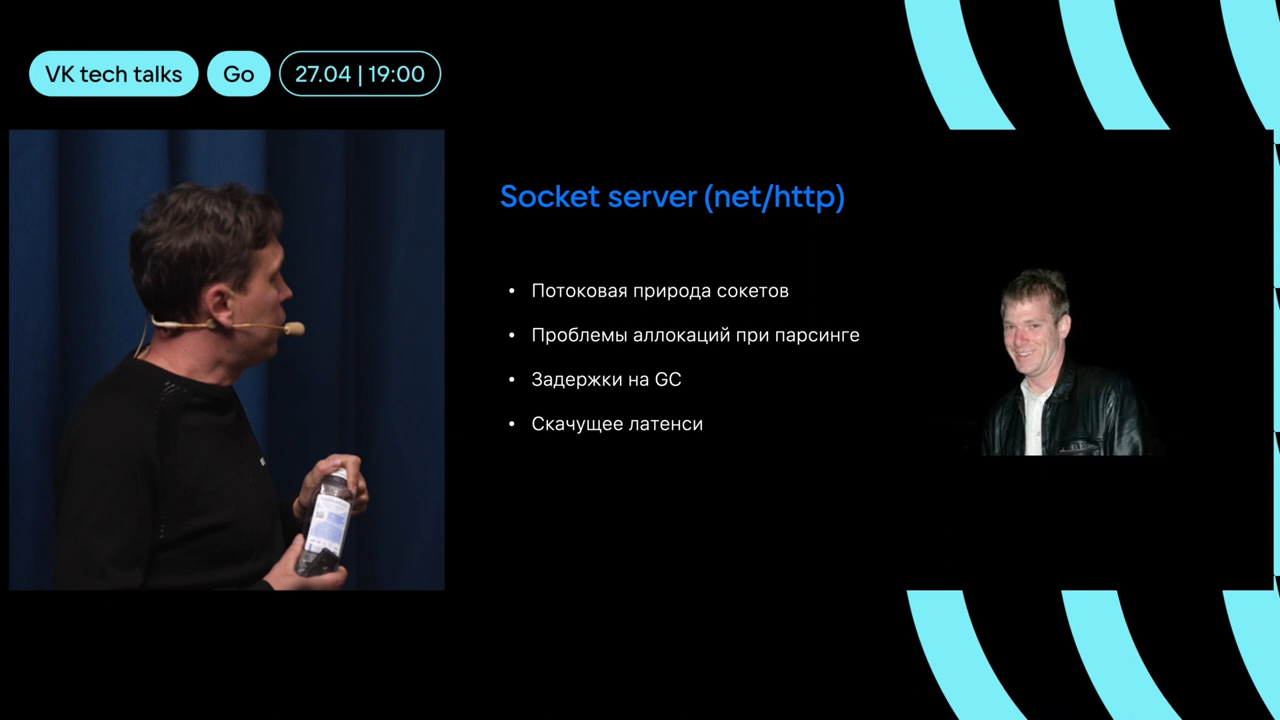 VK tech talks Go 27.04 | 19:00
Socket server (net/http)
• Потоковая природа сокетов
• Проблемы аллокаций при парсинге
• Задержки на GC
• Скачущее латенси